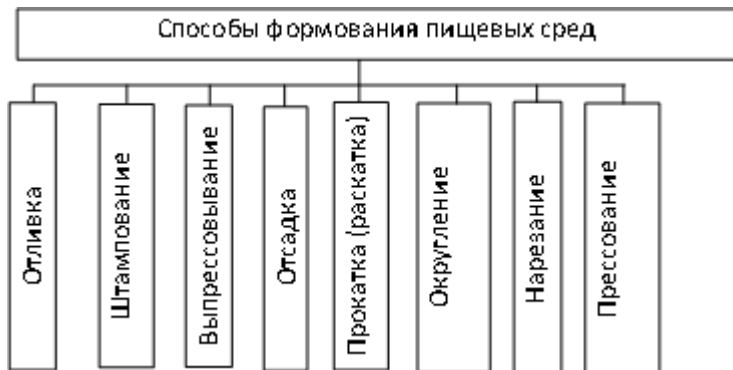 Способы формования пищевых сред
Отливка
Штампование
Выпрессовывание
Отсадка
Прокатка (раскатка)
Округление
Нарезание
Прессование